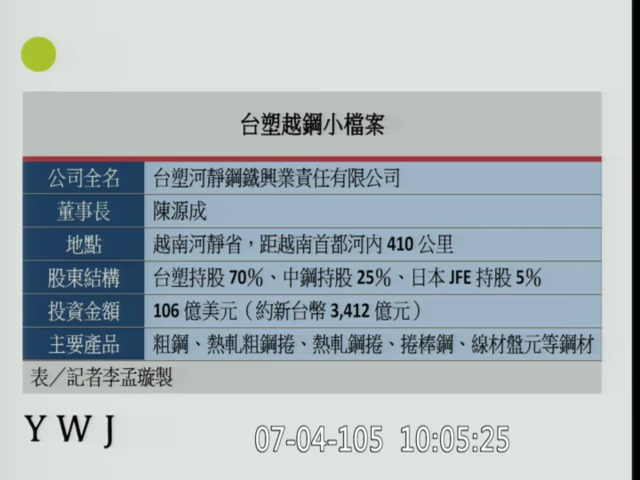 台塑越鋼小檔案
公司全名 台塑河靜鋼鐵興業責任有限公司
董事長 陳源成
地點 越南河靜省，距越南首都河內 410 公里
股東結構 台塑持股 70%、中鋼持股 25%、日本 JFE 持股 5%
投資金額 106 億美元（約新台幣 3,412 億元）
主要產品 粗鋼、熱軋粗鋼捲、熱軋鋼捲、捲棒鋼、線材盤元等鋼材
表／記者李孟璇製
Y W J
07-04-105 10:05:25